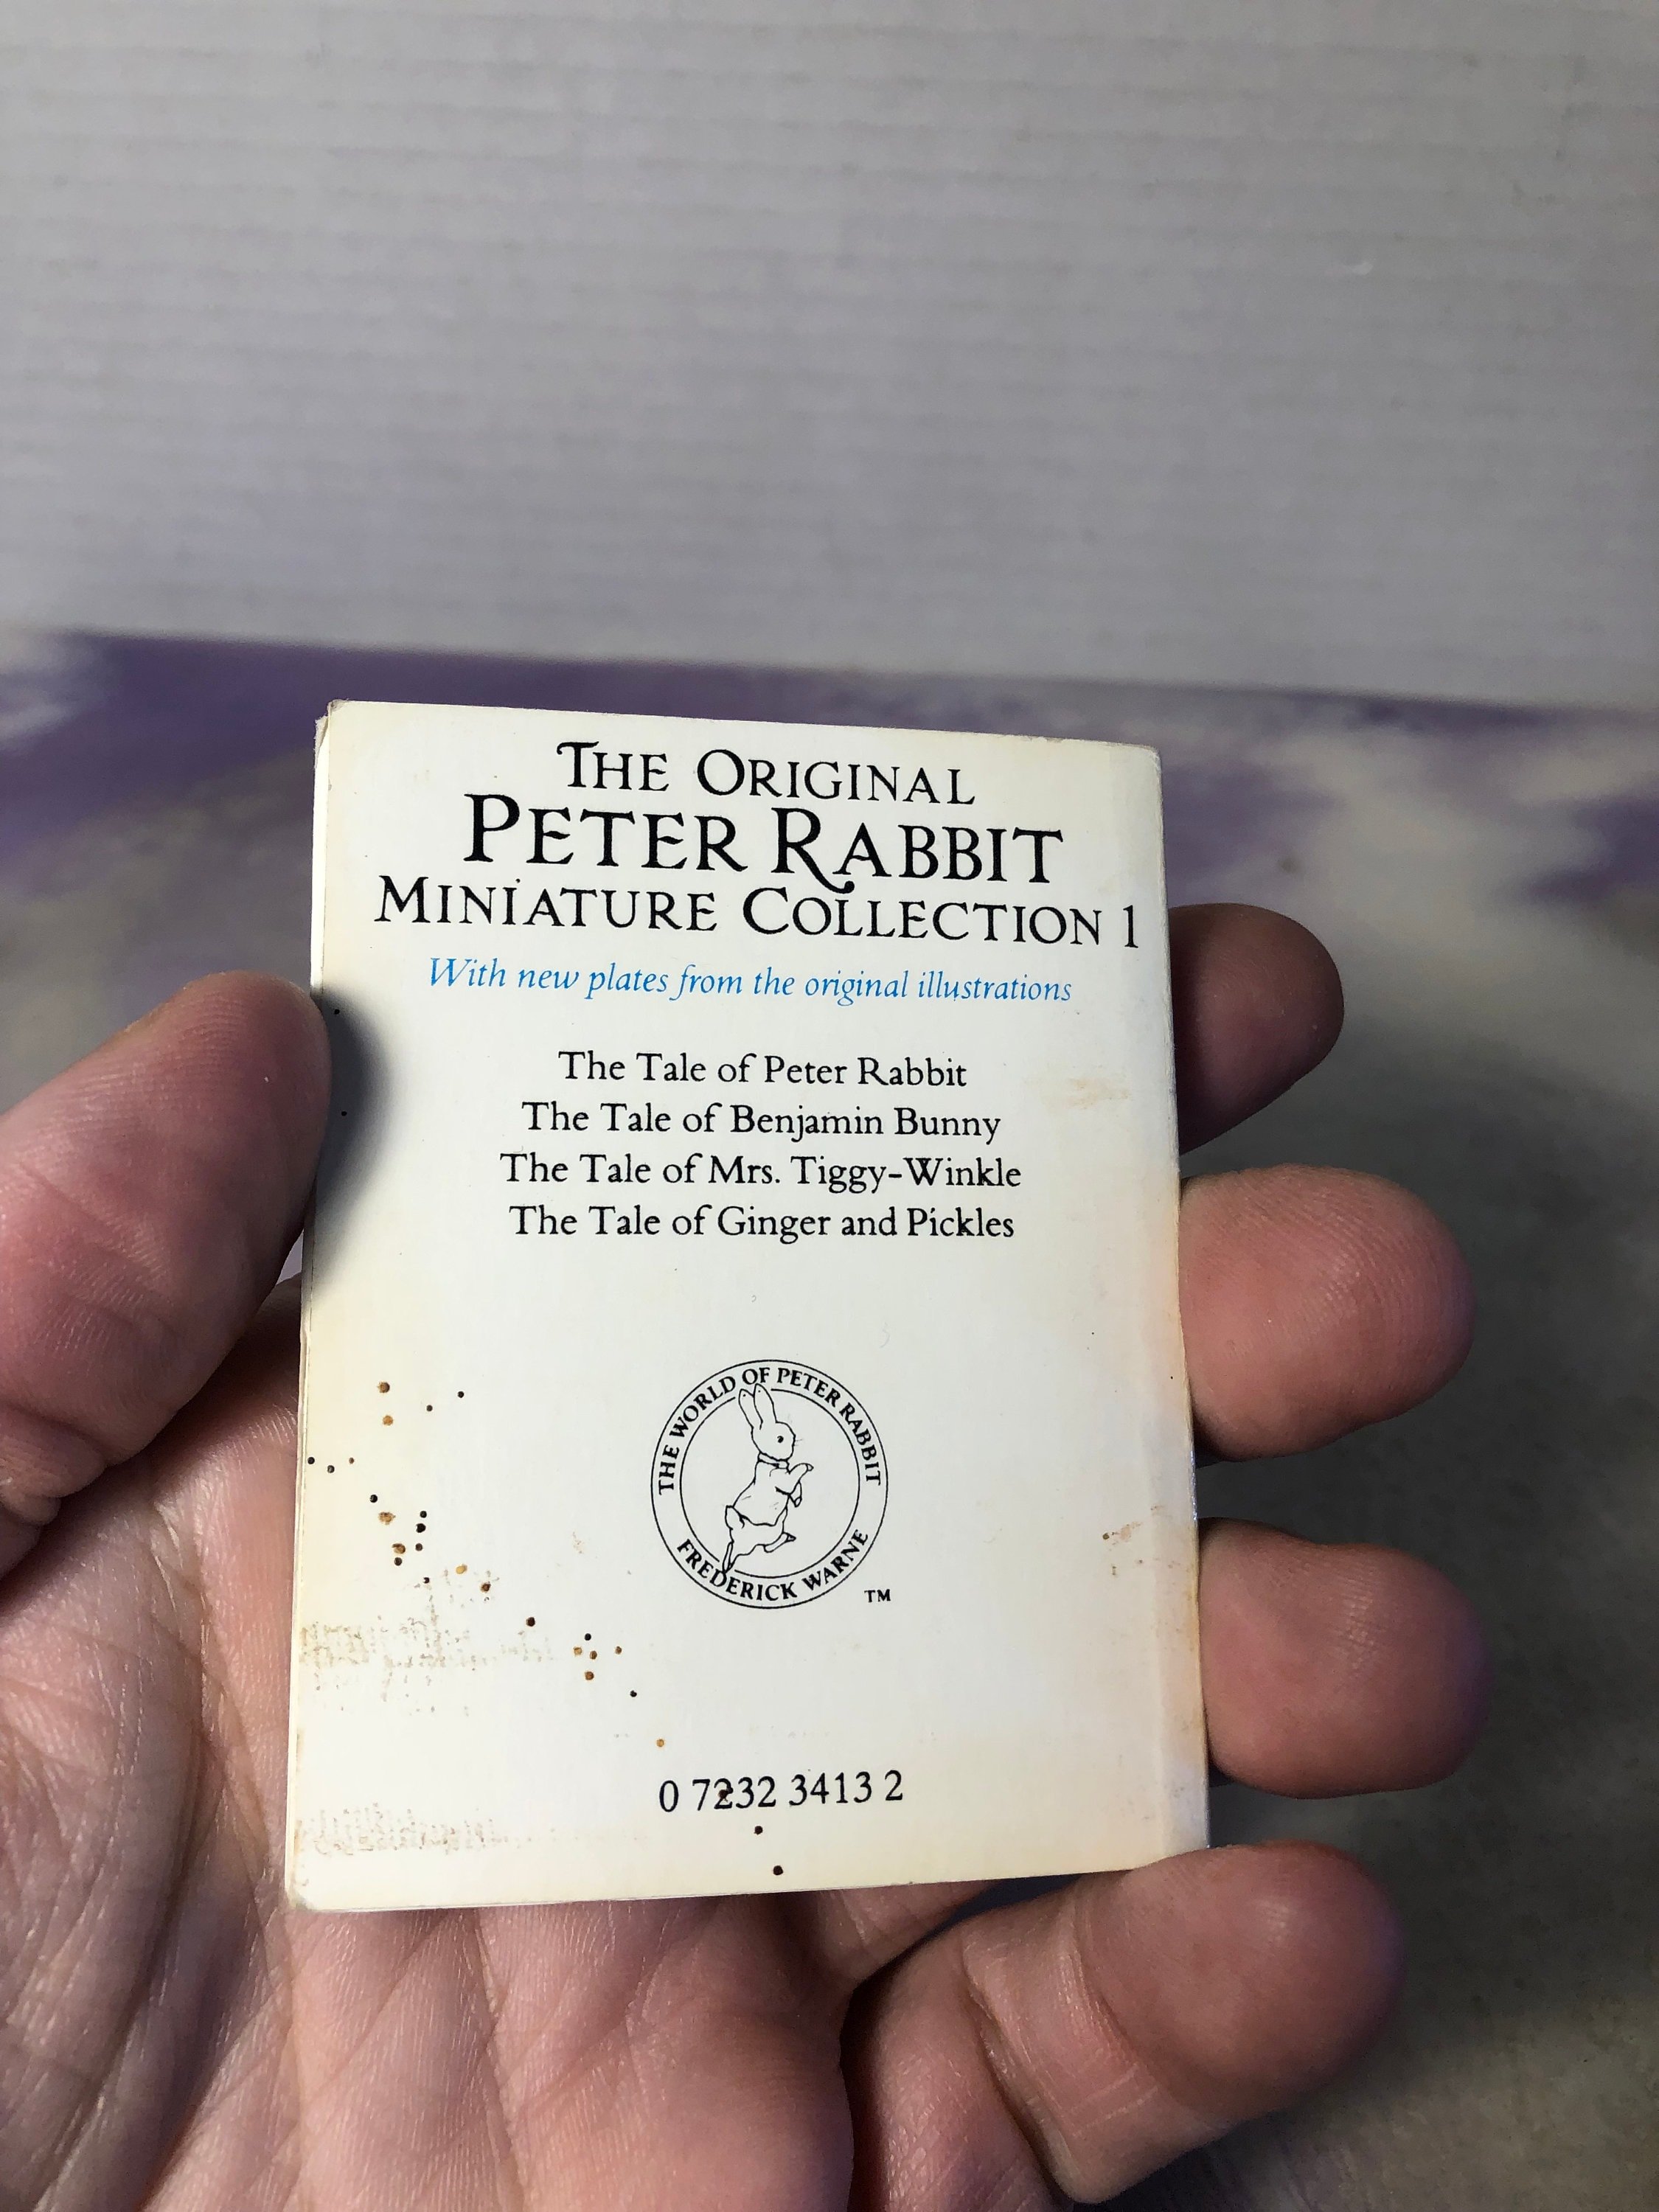 THE ORIGINAL
PETER RABBIT
MINIATURE COLLECTION 1
With new plates from the original illustrations
The Tale of Peter Rabbit
The Tale of Benjamin Bunny
The Tale of Mrs. Tiggy-Winkle
The Tale of Ginger and Pickles
THE WORLD OF PETER RABBIT
FREDERICK WARNE
TM
0 7232 3413 2